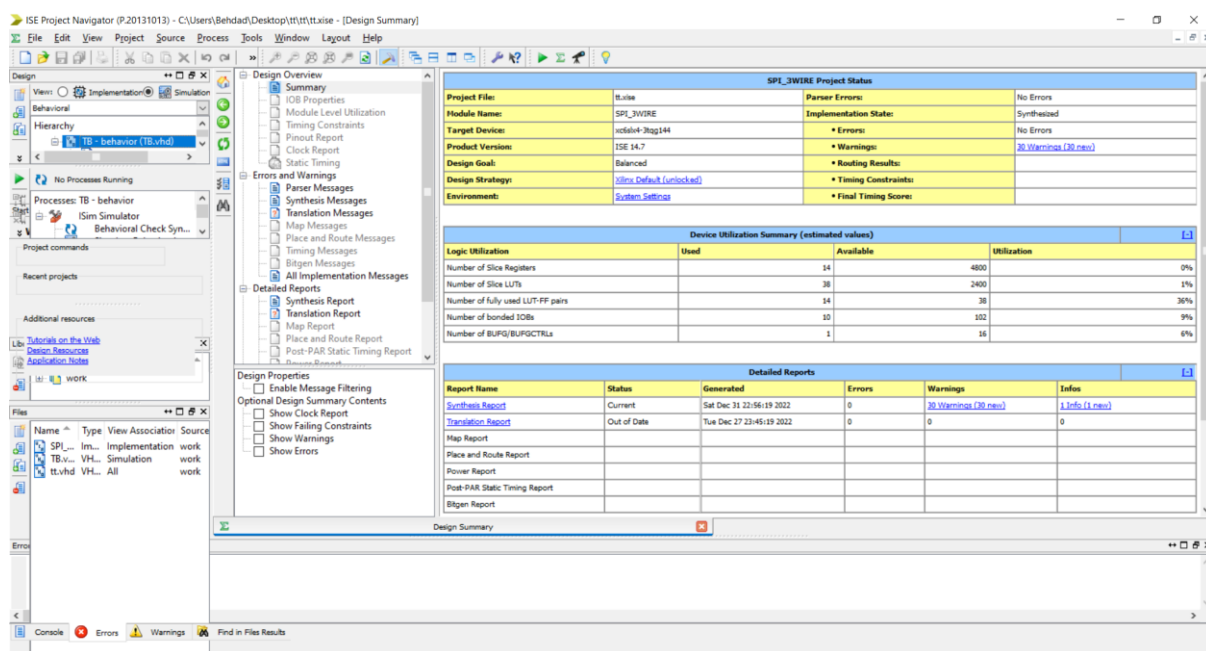 ISE Project Navigator (P.20131013) - C:\Users\Behdad\Desktop\tt\tt\tt.xise - [Design Summary]
File Edit View Project Source Process Tools Window Layout Help
Design
View: Implementation Simulation
Behavioral
Hierarchy
TB - behavior (TB.vhd)
No Processes Running
Processes: TB - behavior
ISim Simulator
Behavioral Check Syn...
Start
Project commands
Recent projects
Additional resources
Tutorials on the Web
Design Resources
Application Notes
work
Files
Name Type View Association Source
SPI_... Im... Implementation work
TB.v... VH... Simulation work
tt.vhd VH... All work
Design Overview
Summary
IOB Properties
Module Level Utilization
Timing Constraints
Pinout Report
Clock Report
Static Timing
Errors and Warnings
Parser Messages
Synthesis Messages
Translation Messages
Map Messages
Place and Route Messages
Timing Messages
Bitgen Messages
All Implementation Messages
Detailed Reports
Synthesis Report
Translation Report
Map Report
Place and Route Report
Post-PAR Static Timing Report
Power Report
Design Properties
Enable Message Filtering
Optional Design Summary Contents
Show Clock Report
Show Failing Constraints
Show Warnings
Show Errors
SPI_3WIRE Project Status
Project File: tt.xise Parser Errors: No Errors
Module Name: SPI_3WIRE Implementation State: Synthesized
Target Device: xc6slx4-3tqg144 • Errors: No Errors
Product Version: ISE 14.7 • Warnings: 30 Warnings (30 new)
Design Goal: Balanced • Routing Results:
Design Strategy: Xilinx Default (unlocked) • Timing Constraints:
Environment: System Settings • Final Timing Score:
Device Utilization Summary (estimated values) [-]
Logic Utilization Used Available Utilization
Number of Slice Registers 14 4800 0%
Number of Slice LUTs 38 2400 1%
Number of fully used LUT-FF pairs 14 38 36%
Number of bonded IOBs 10 102 9%
Number of BUFG/BUFGCTRLs 1 16 6%
Detailed Reports [-]
Report Name Status Generated Errors Warnings Infos
Synthesis Report Current Sat Dec 31 22:56:19 2022 0 30 Warnings (30 new) 1 Info (1 new)
Translation Report Out of Date Tue Dec 27 23:45:19 2022 0 0 0
Map Report
Place and Route Report
Power Report
Post-PAR Static Timing Report
Bitgen Report
Design Summary
Console Errors Warnings Find in Files Results